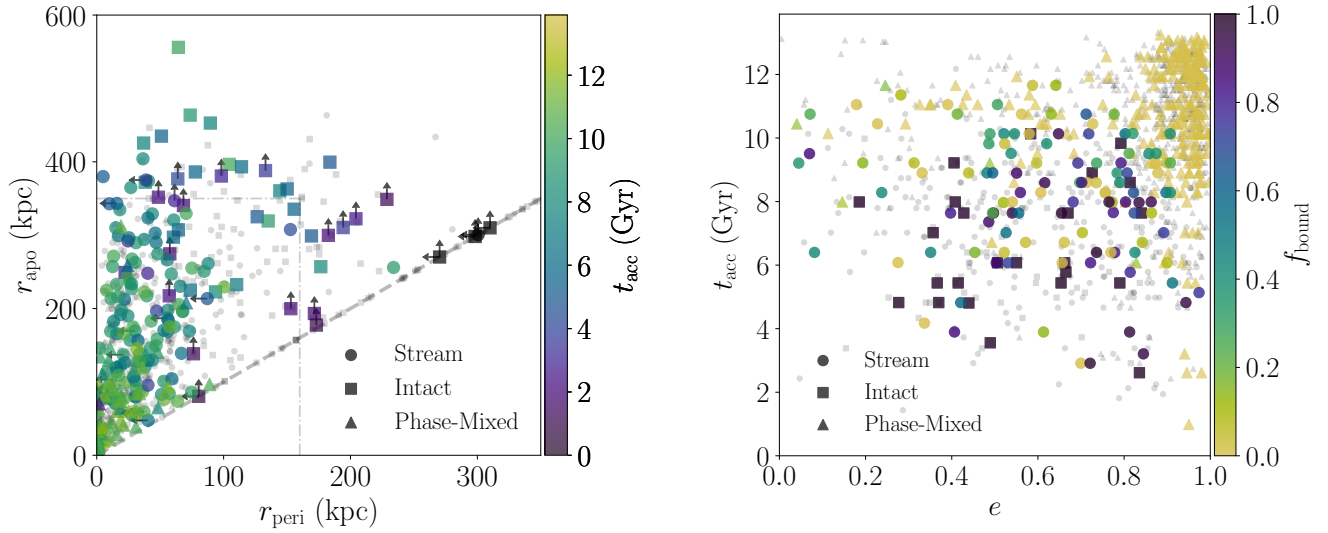 600
400
200
0
r_apo (kpc)
0 100 200 300
r_peri (kpc)
Stream
Intact
Phase-Mixed
12
10
8
6
4
2
0
t_acc (Gyr)
12
10
8
6
4
2
0
t_acc (Gyr)
0.0 0.2 0.4 0.6 0.8 1.0
e
Stream
Intact
Phase-Mixed
1.0
0.8
0.6
0.4
0.2
0.0
f_bound